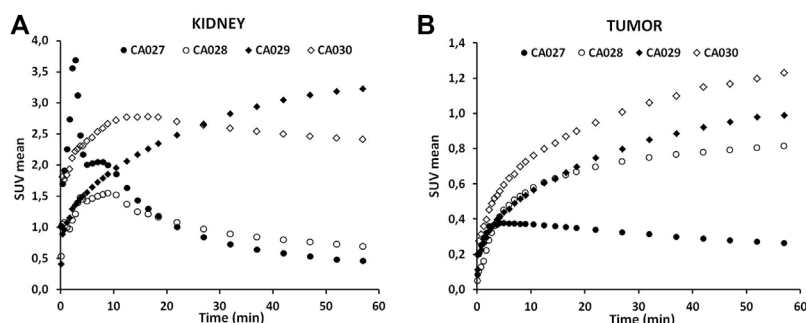 A
KIDNEY
4,0
3,5
3,0
2,5
2,0
1,5
1,0
0,5
0,0
SUV mean
CA027 CA028 CA029 CA030
0 10 20 30 40 50 60
Time (min)
B
TUMOR
1,4
1,2
1,0
0,8
0,6
0,4
0,2
0,0
SUV mean
CA027 CA028 CA029 CA030
0 10 20 30 40 50 60
Time (min)